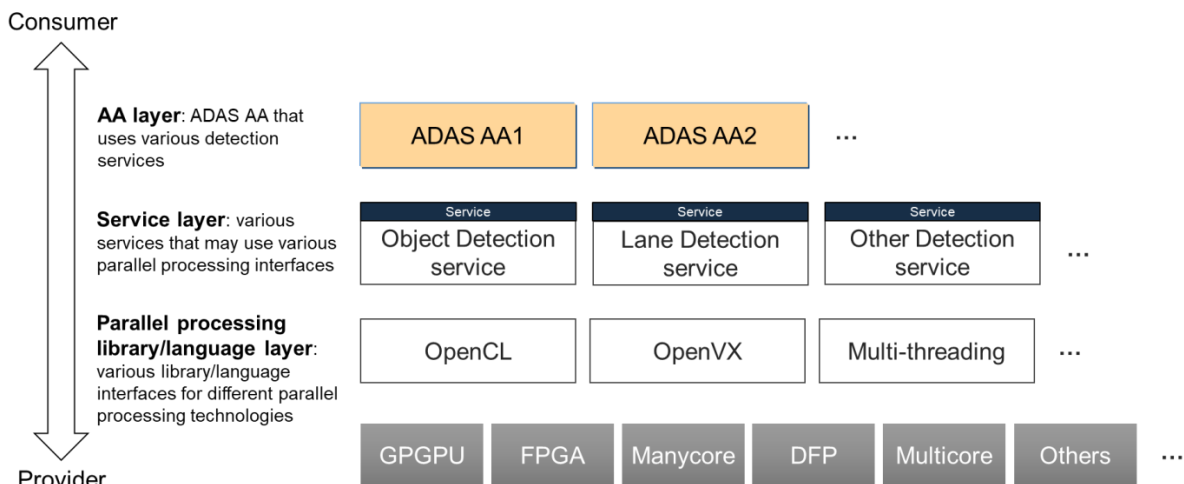 Consumer
AA layer: ADAS AA that
uses various detection
services
ADAS AA1
ADAS AA2
...
Service layer: various
services that may use various
parallel processing interfaces
Service
Object Detection
service
Service
Lane Detection
service
Service
Other Detection
service
...
Parallel processing
library/language layer:
various library/language
interfaces for different parallel
processing technologies
OpenCL
OpenVX
Multi-threading
...
GPGPU
FPGA
Manycore
DFP
Multicore
Others
...
Provider